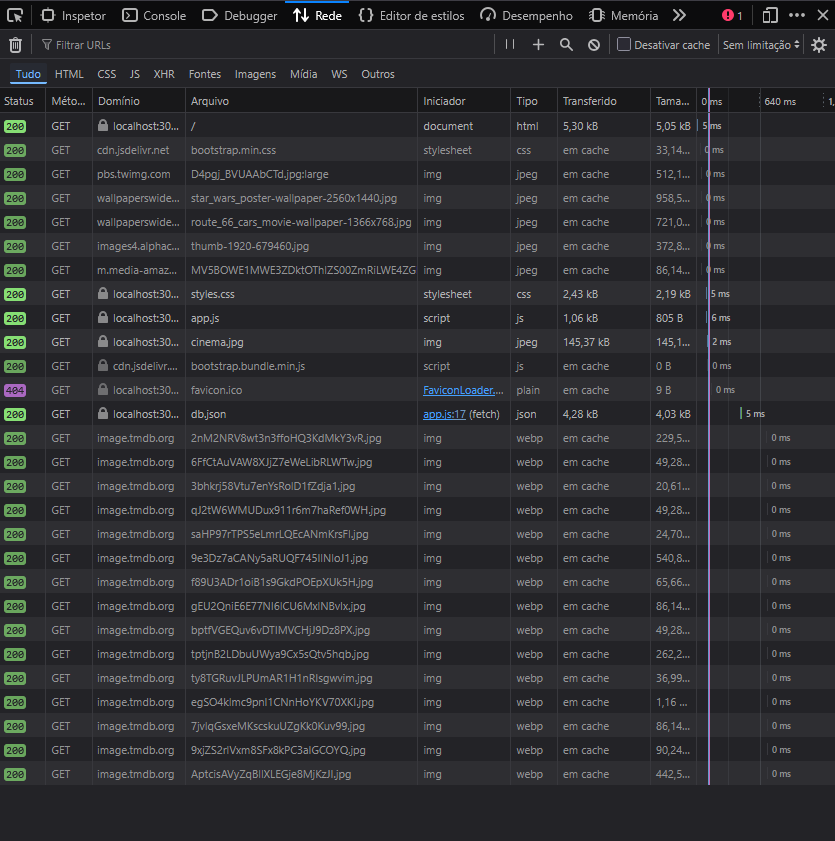 Inspetor Console Debugger Rede Editor de estilos Desempenho Memória 1
Filtrar URLs Desativar cache Sem limitação
Tudo HTML CSS JS XHR Fontes Imagens Mídia WS Outros
Status Méto... Domínio Arquivo Iniciador Tipo Transferido Tama... 0 ms 640 ms 1,
200 GET localhost:30... / document html 5,30 kB 5,05 kB 5 ms
200 GET cdn.jsdelivr.net bootstrap.min.css stylesheet css em cache 33,14... 0 ms
200 GET pbs.twimg.com D4pgj_BVUAAbCTd.jpg:large img jpeg em cache 512,1... 0 ms
200 GET wallpaperswide... star_wars_poster-wallpaper-2560x1440.jpg img jpeg em cache 958,5... 0 ms
200 GET wallpaperswide... route_66_cars_movie-wallpaper-1366x768.jpg img jpeg em cache 721,0... 0 ms
200 GET images4.alphac... thumb-1920-679460.jpg img jpeg em cache 372,8... 0 ms
200 GET m.media-amaz... MV5BOWE1MWE3ZDktOThlZS00ZmRiLWE4ZG img jpeg em cache 86,14... 0 ms
200 GET localhost:30... styles.css stylesheet css 2,43 kB 2,19 kB 5 ms
200 GET localhost:30... app.js script js 1,06 kB 805 B 6 ms
200 GET localhost:30... cinema.jpg img jpeg 145,37 kB 145,1... 2 ms
200 GET cdn.jsdelivr.... bootstrap.bundle.min.js script js em cache 0 B 0 ms
404 GET localhost:30... favicon.ico FaviconLoader.... plain em cache 9 B 0 ms
200 GET localhost:30... db.json app.js:17 (fetch) json 4,28 kB 4,03 kB 5 ms
200 GET image.tmdb.org 2nM2NRV8wt3n3ffoHQ3KdMkY3vR.jpg img webp em cache 229,5... 0 ms
200 GET image.tmdb.org 6FfCtAuVAW8XJjZ7eWeLibRLWTw.jpg img webp em cache 49,28... 0 ms
200 GET image.tmdb.org 3bhkrj58Vtu7enYsRolD1fZdja1.jpg img webp em cache 20,61... 0 ms
200 GET image.tmdb.org qJ2tW6WMUDux911r6m7haRef0WH.jpg img webp em cache 49,28... 0 ms
200 GET image.tmdb.org saHP97rTPS5eLmrLQEcANmKrsFl.jpg img webp em cache 24,70... 0 ms
200 GET image.tmdb.org 9e3Dz7aCANy5aRUQF745IlNloJ1.jpg img webp em cache 540,8... 0 ms
200 GET image.tmdb.org f89U3ADr1oiB1s9GkdPOEpXUk5H.jpg img webp em cache 65,66... 0 ms
200 GET image.tmdb.org gEU2QniE6E77NI6lCU6MxlNBvIx.jpg img webp em cache 86,14... 0 ms
200 GET image.tmdb.org bptfVGEQuv6vDTIMVCHjJ9Dz8PX.jpg img webp em cache 49,28... 0 ms
200 GET image.tmdb.org tptjnB2LDbuUWya9Cx5sQtv5hqb.jpg img webp em cache 262,2... 0 ms
200 GET image.tmdb.org ty8TGRuvJLPUmAR1H1nRIsgwvim.jpg img webp em cache 36,99... 0 ms
200 GET image.tmdb.org egSO4klmc9pnl1CNnHoYKV70XKl.jpg img webp em cache 1,16 ... 0 ms
200 GET image.tmdb.org 7jvlqGsxeMKscskuUZgKk0Kuv99.jpg img webp em cache 86,14... 0 ms
200 GET image.tmdb.org 9xjZS2rlVxm8SFx8kPC3aIGCOYQ.jpg img webp em cache 90,24... 0 ms
200 GET image.tmdb.org AptcisAVyZqBlIXLEGje8MjKzJI.jpg img webp em cache 442,5... 0 ms